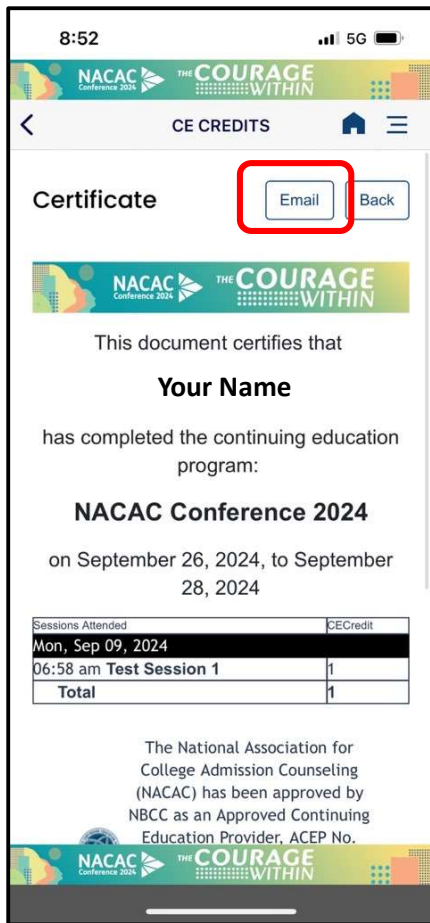 8:52 5G
NACAC THE COURAGE
Conference 2024 WITHIN
CE CREDITS
Certificate Email Back
NACAC THE COURAGE
Conference 2024 WITHIN
This document certifies that
Your Name
has completed the continuing education
program:
NACAC Conference 2024
on September 26, 2024, to September
28, 2024
Sessions Attended CECredit
Mon, Sep 09, 2024
06:58 am Test Session 1 1
Total 1
The National Association for
College Admission Counseling
(NACAC) has been approved by
NBCC as an Approved Continuing
Education Provider, ACEP No.
NACAC THE COURAGE
Conference 2024 WITHIN